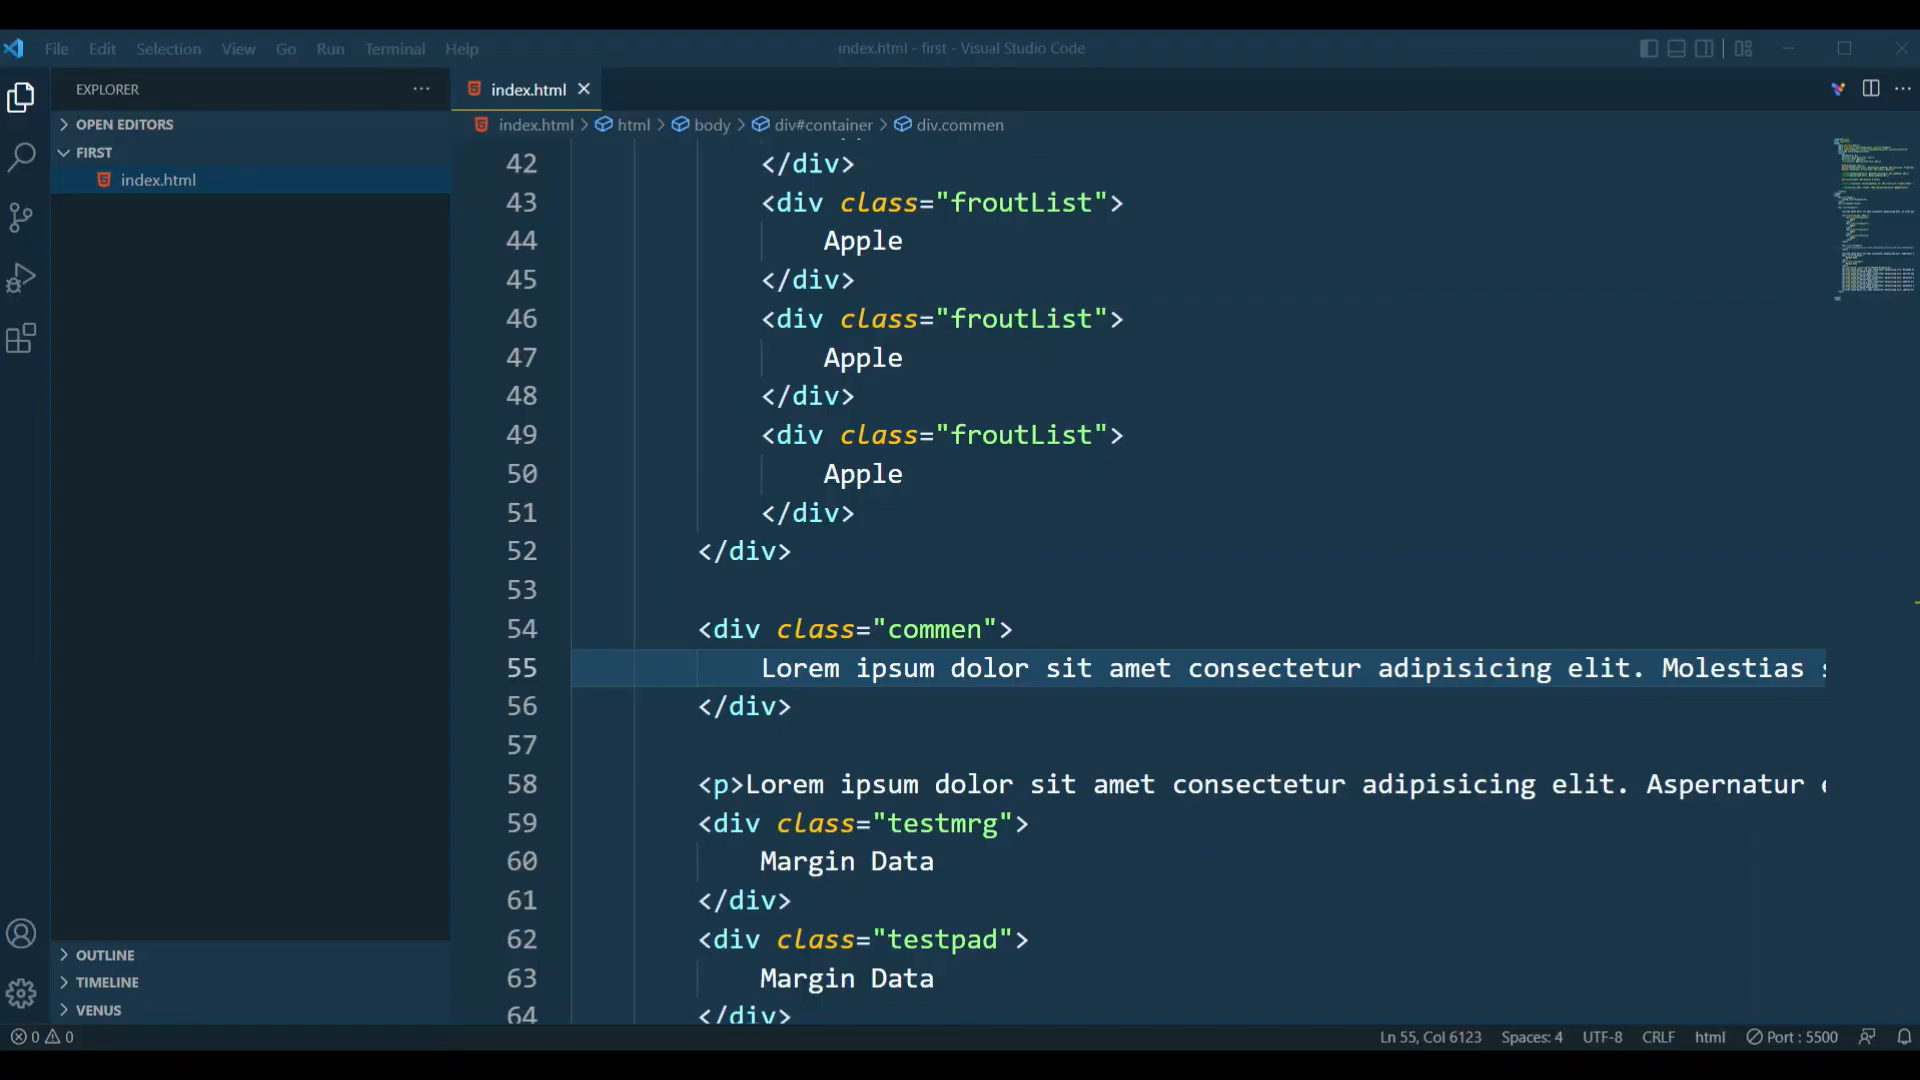 File Edit Selection View Go Run Terminal Help
index.html - first - Visual Studio Code
EXPLORER
index.html
OPEN EDITORS
index.html > html > body > div#container > div.commen
FIRST
index.html
42 </div>
43 <div class="froutList">
44 Apple
45 </div>
46 <div class="froutList">
47 Apple
48 </div>
49 <div class="froutList">
50 Apple
51 </div>
52 </div>
53
54 <div class="commen">
55 Lorem ipsum dolor sit amet consectetur adipisicing elit. Molestias
56 </div>
57
58 <p>Lorem ipsum dolor sit amet consectetur adipisicing elit. Aspernatur
59 <div class="testmrg">
60 Margin Data
61 </div>
62 <div class="testpad">
63 Margin Data
64 </div>
OUTLINE
TIMELINE
VENUS
0 0
Ln 55, Col 6123 Spaces: 4 UTF-8 CRLF html Port : 5500